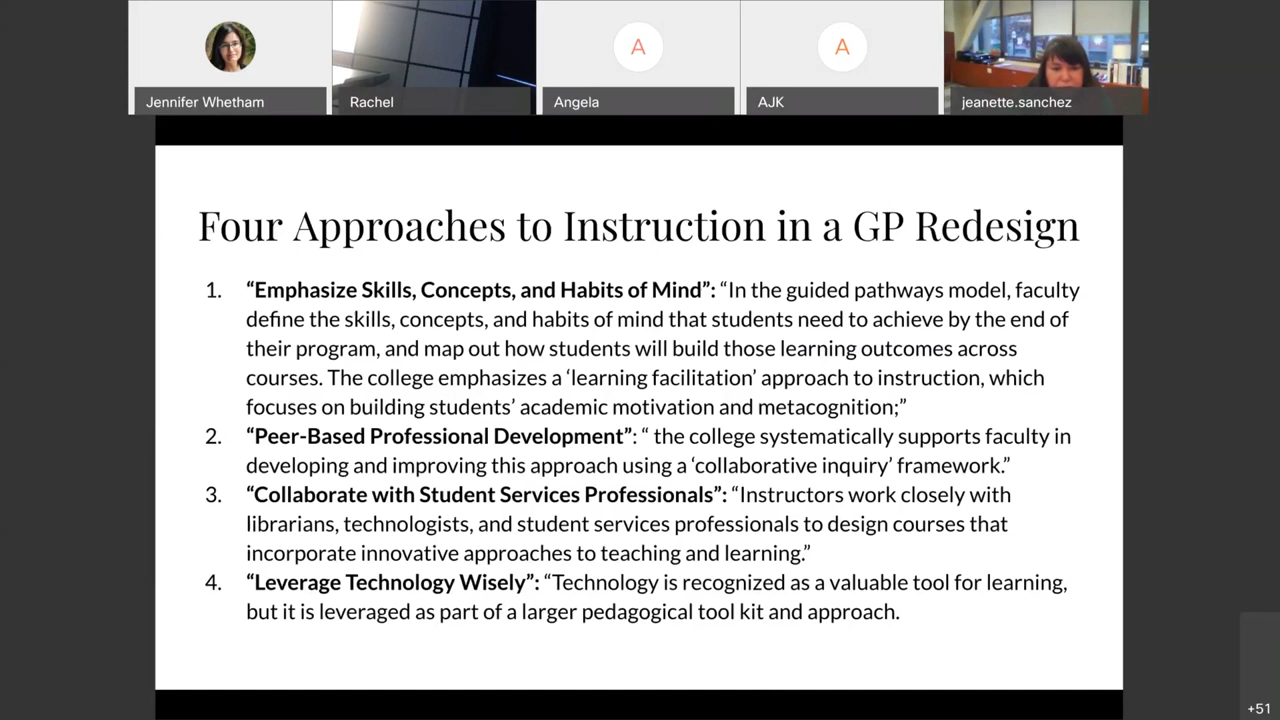 A
A
Jennifer Whetham
Rachel
Angela
AJK
jeanette.sanchez
Four Approaches to Instruction in a GP Redesign
1. “Emphasize Skills, Concepts, and Habits of Mind”: “In the guided pathways model, faculty
define the skills, concepts, and habits of mind that students need to achieve by the end of
their program, and map out how students will build those learning outcomes across
courses. The college emphasizes a ‘learning facilitation’ approach to instruction, which
focuses on building students’ academic motivation and metacognition;”
2. “Peer-Based Professional Development”: “ the college systematically supports faculty in
developing and improving this approach using a ‘collaborative inquiry’ framework.”
3. “Collaborate with Student Services Professionals”: “Instructors work closely with
librarians, technologists, and student services professionals to design courses that
incorporate innovative approaches to teaching and learning.”
4. “Leverage Technology Wisely”: “Technology is recognized as a valuable tool for learning,
but it is leveraged as part of a larger pedagogical tool kit and approach.
+51